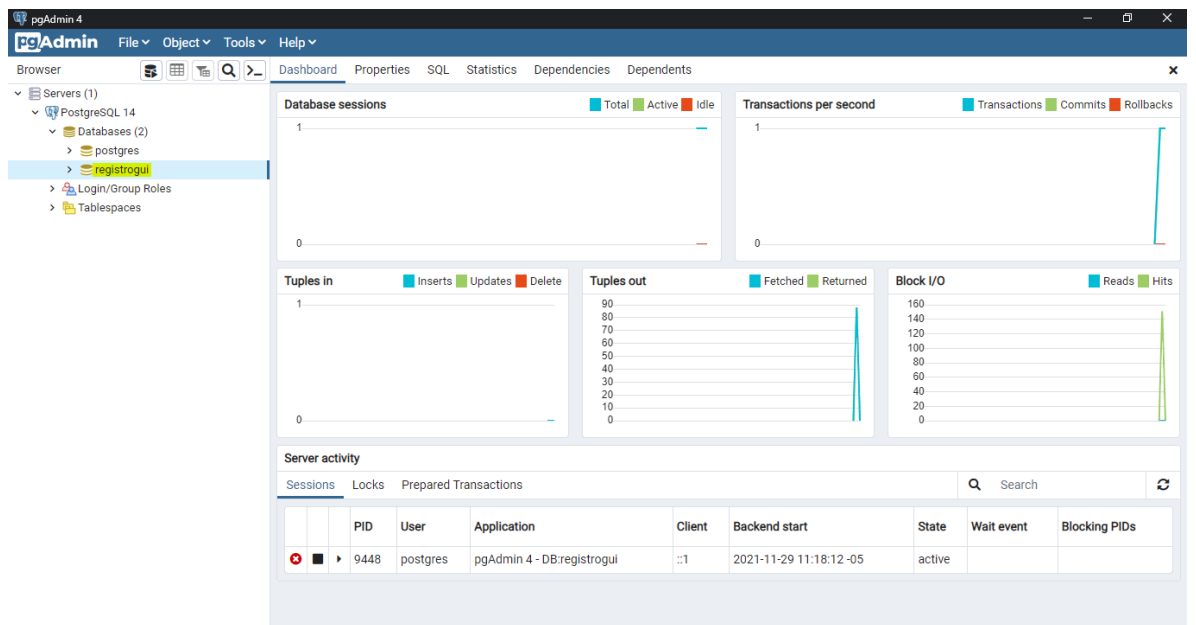 pgAdmin 4
pgAdmin File Object Tools Help
Browser
Dashboard Properties SQL Statistics Dependencies Dependents
Servers (1)
PostgreSQL 14
Databases (2)
postgres
registrogui
Login/Group Roles
Tablespaces
Database sessions
Total Active Idle
1
0
Transactions per second
Transactions Commits Rollbacks
1
0
Tuples in
Inserts Updates Delete
1
0
Tuples out
Fetched Returned
90
80
70
60
50
40
30
20
10
0
Block I/O
Reads Hits
160
140
120
100
80
60
40
20
0
Server activity
Sessions Locks Prepared Transactions
Search
PID User Application Client Backend start State Wait event Blocking PIDs
9448 postgres pgAdmin 4 - DB:registrogui ::1 2021-11-29 11:18:12 -05 active